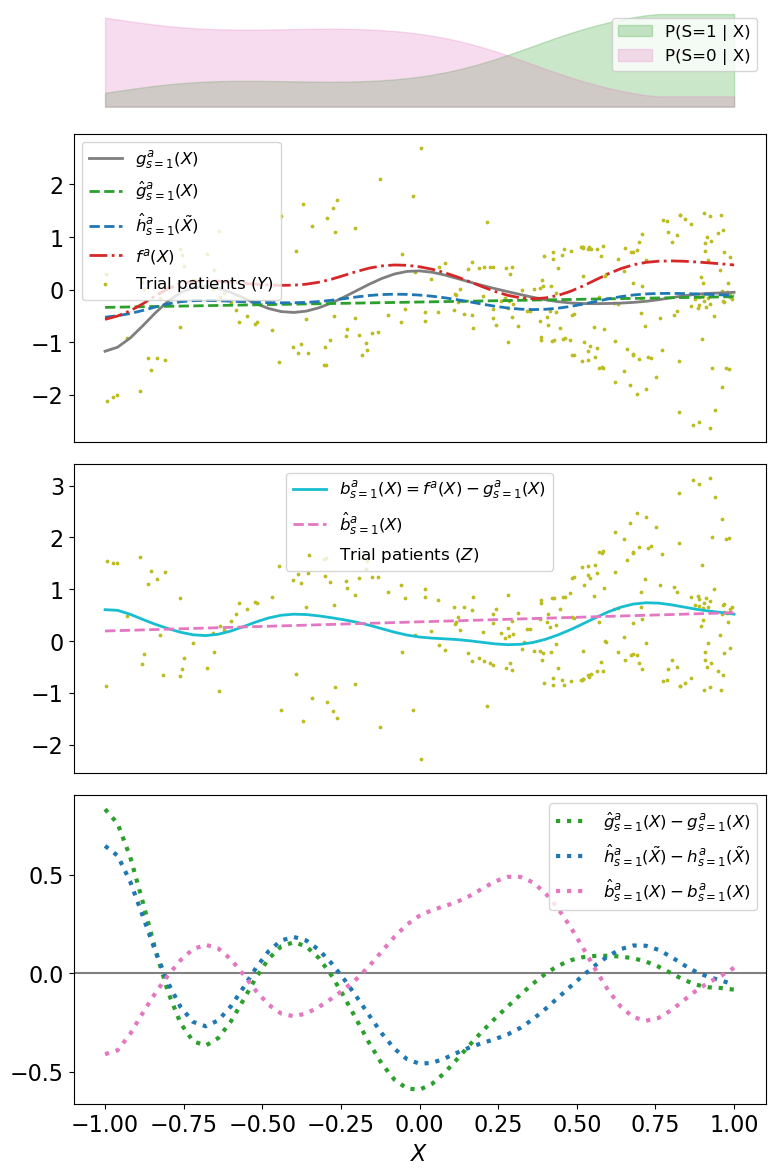 P(S=1 | X)
P(S=0 | X)
2
1
0
−1
−2
g^a_{s=1}(X)
ĝ^a_{s=1}(X)
ĥ^a_{s=1}(X̃)
f^a(X)
Trial patients (Y)
3
2
1
0
−1
−2
b^a_{s=1}(X) = f^a(X) − g^a_{s=1}(X)
b̂^a_{s=1}(X)
Trial patients (Z)
0.5
0.0
−0.5
ĝ^a_{s=1}(X) − g^a_{s=1}(X)
ĥ^a_{s=1}(X̃) − h^a_{s=1}(X̃)
b̂^a_{s=1}(X) − b^a_{s=1}(X)
−1.00 −0.75 −0.50 −0.25 0.00 0.25 0.50 0.75 1.00
X